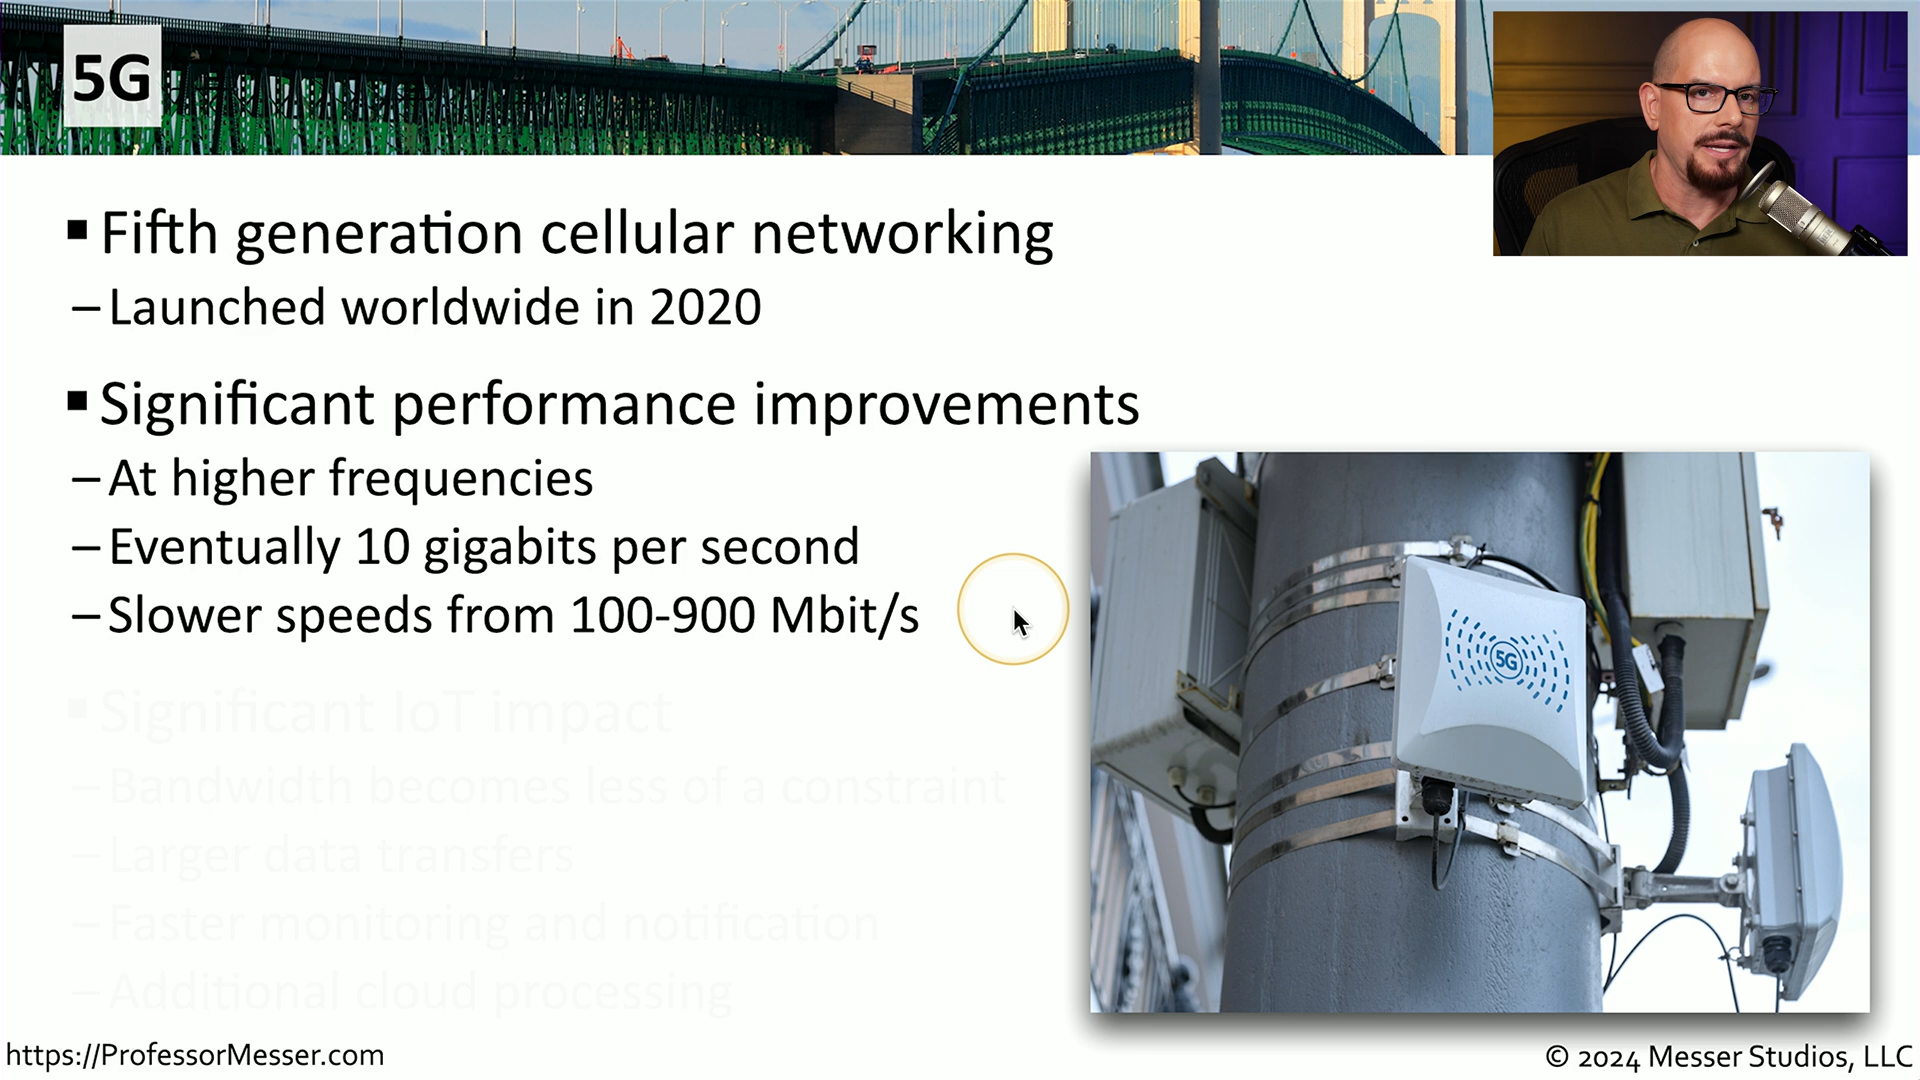 5G
▪ Fifth generation cellular networking
– Launched worldwide in 2020
▪ Significant performance improvements
– At higher frequencies
– Eventually 10 gigabits per second
– Slower speeds from 100-900 Mbit/s
▪ Significant IoT impact
– Bandwidth becomes less of a constraint
– Larger data transfers
– Faster monitoring and notification
– Additional cloud processing
5G
https://ProfessorMesser.com
© 2024 Messer Studios, LLC